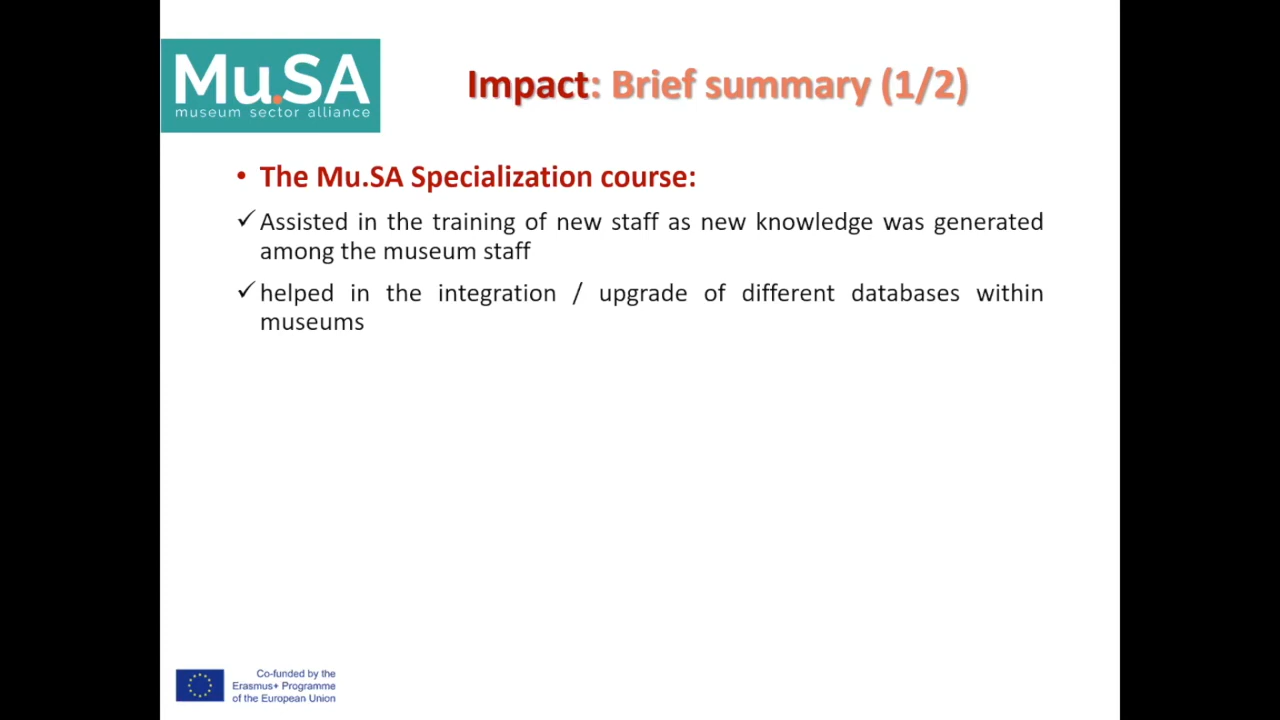 Mu.SA
museum sector alliance
Impact: Brief summary (1/2)
• The Mu.SA Specialization course:
✓ Assisted in the training of new staff as new knowledge was generated
among the museum staff
✓ helped in the integration / upgrade of different databases within
museums
Co-funded by the
Erasmus+ Programme
of the European Union